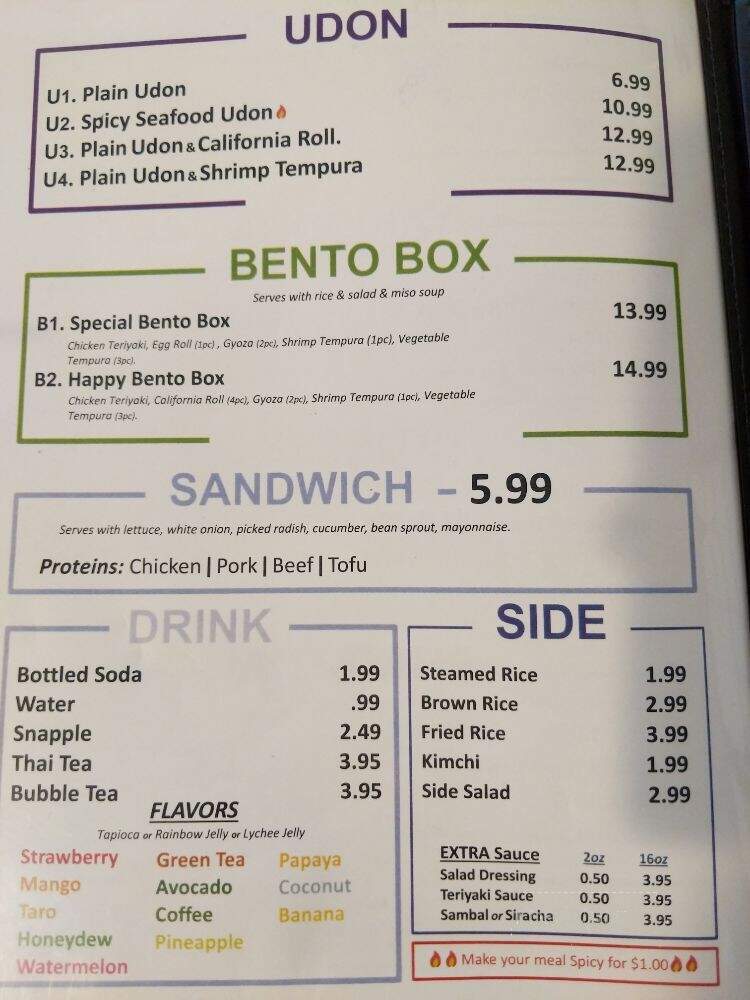 UDON
U1. Plain Udon 6.99
U2. Spicy Seafood Udon 10.99
U3. Plain Udon & California Roll. 12.99
U4. Plain Udon & Shrimp Tempura 12.99
BENTO BOX
Serves with rice & salad & miso soup
B1. Special Bento Box 13.99
Chicken Teriyaki, Egg Roll (1pc) , Gyoza (2pc), Shrimp Tempura (1pc), Vegetable
Tempura (3pc).
B2. Happy Bento Box 14.99
Chicken Teriyaki, California Roll (4pc), Gyoza (2pc), Shrimp Tempura (1pc), Vegetable
Tempura (3pc).
SANDWICH - 5.99
Serves with lettuce, white onion, picked radish, cucumber, bean sprout, mayonnaise.
Proteins: Chicken | Pork | Beef | Tofu
DRINK
Bottled Soda 1.99
Water .99
Snapple 2.49
Thai Tea 3.95
Bubble Tea 3.95
FLAVORS
Tapioca or Rainbow Jelly or Lychee Jelly
Strawberry Green Tea Papaya
Mango Avocado Coconut
Taro Coffee Banana
Honeydew Pineapple
Watermelon
SIDE
Steamed Rice 1.99
Brown Rice 2.99
Fried Rice 3.99
Kimchi 1.99
Side Salad 2.99
EXTRA Sauce 2oz 16oz
Salad Dressing 0.50 3.95
Teriyaki Sauce 0.50 3.95
Sambal or Siracha 0.50 3.95
Make your meal Spicy for $1.00